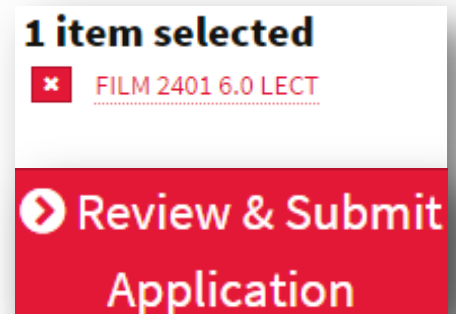 1 item selected
FILM 2401 6.0 LECT
Review & Submit
Application